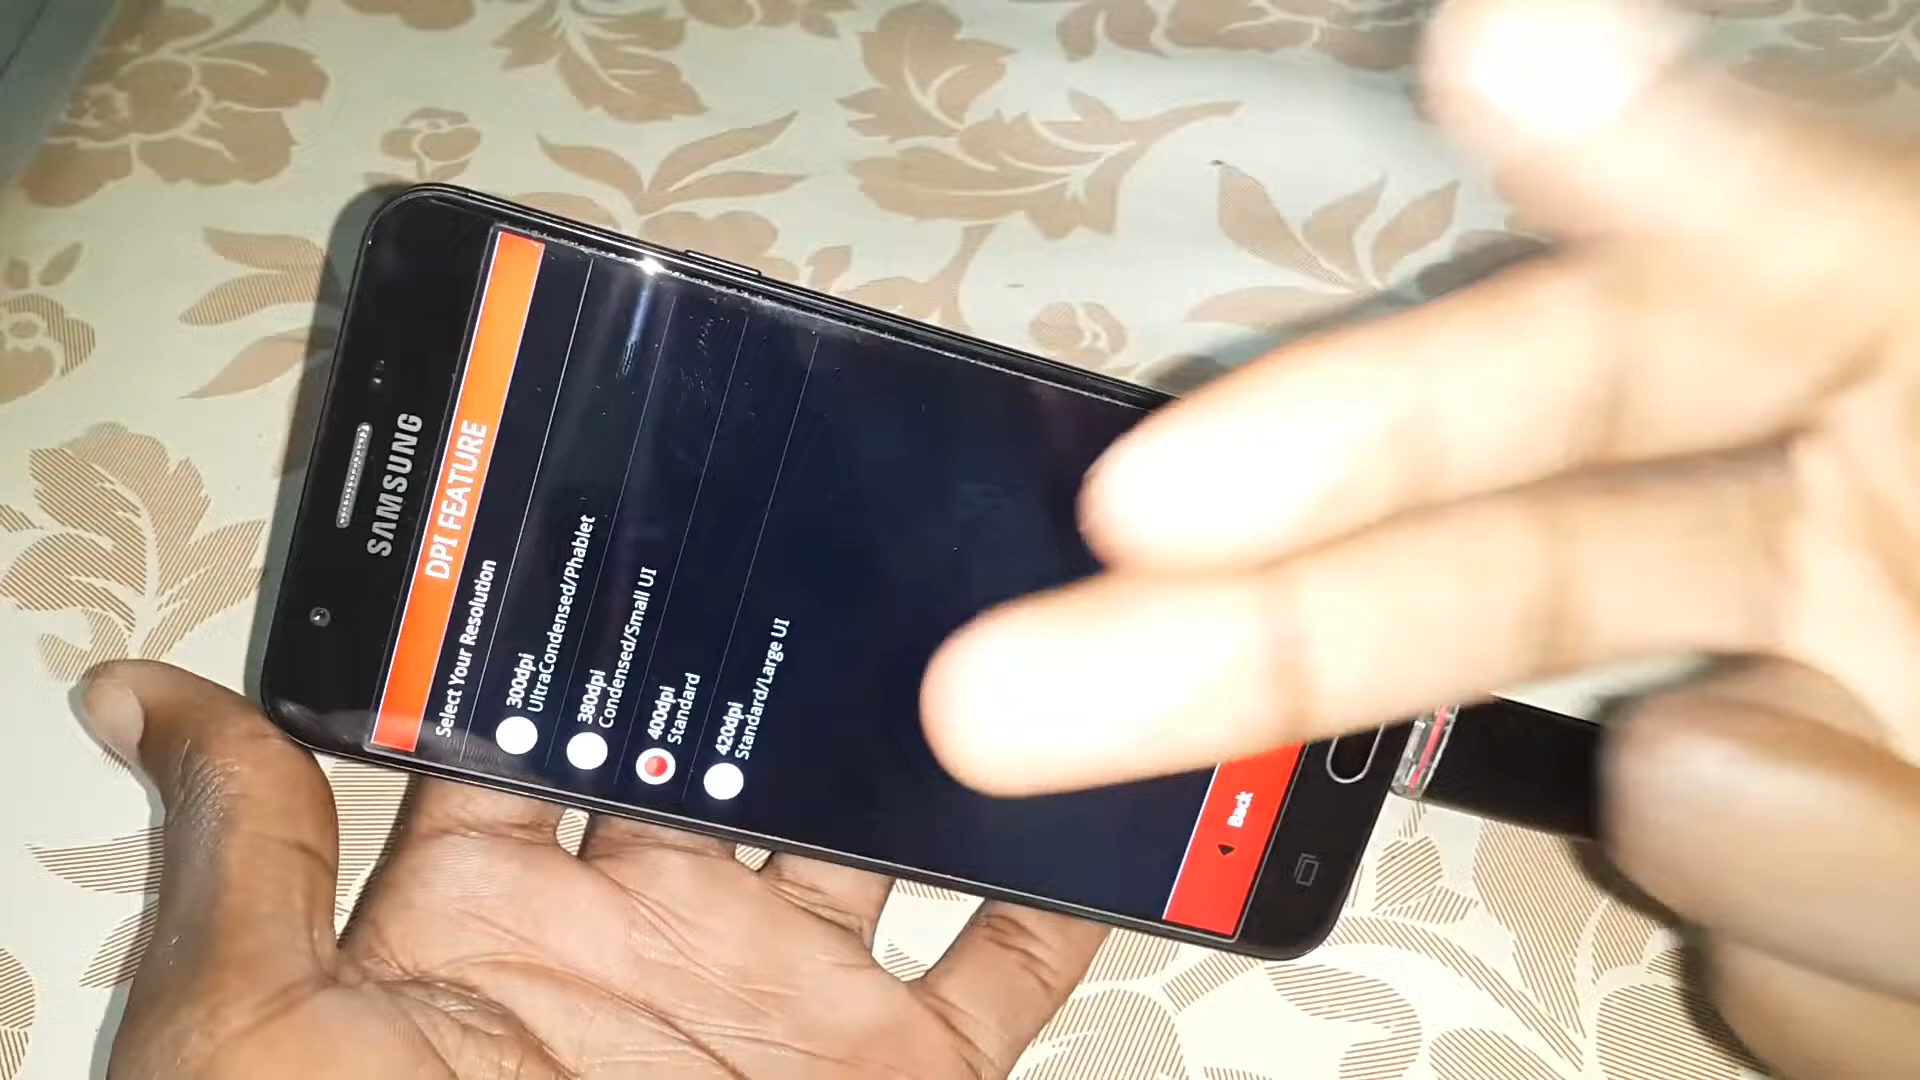 SAMSUNG
DPI FEATURE
Select Your Resolution
300dpi
UltraCondensed/Phablet
380dpi
Condensed/Small UI
400dpi
Standard
420dpi
Standard/Large UI
Back